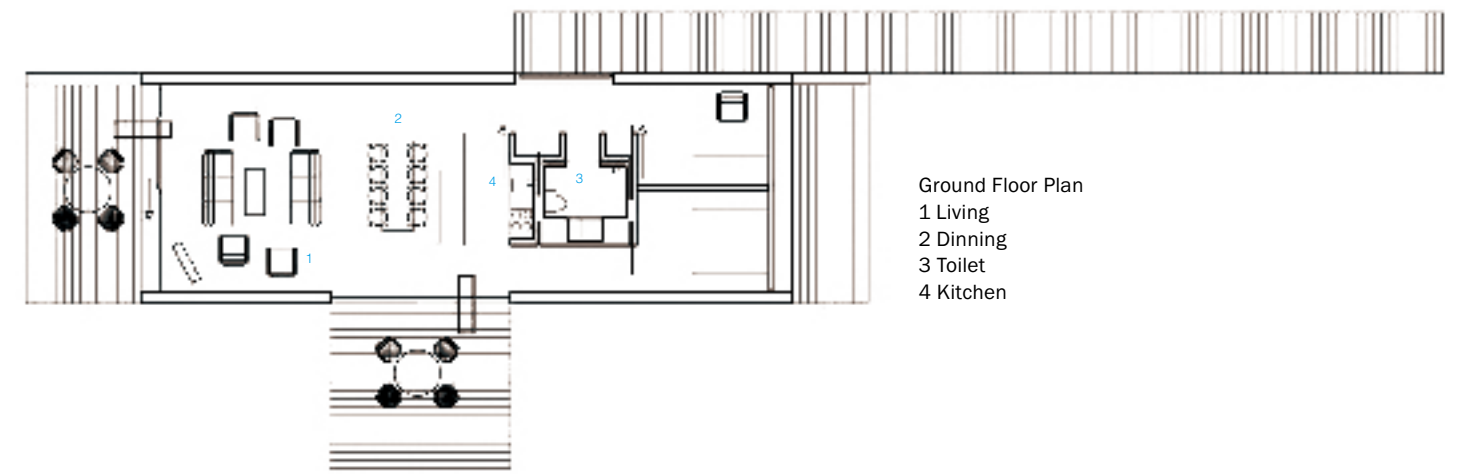 2
4
3
1
Ground Floor Plan
1 Living
2 Dinning
3 Toilet
4 Kitchen